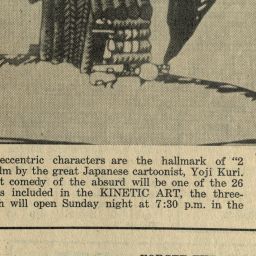 eccentric characters are the hallmark of "2
lm by the great Japanese cartoonist, Yoji Kuri.
t comedy of the absurd will be one of the 26
s included in the KINETIC ART, the three-
h will open Sunday night at 7:30 p.m. in the